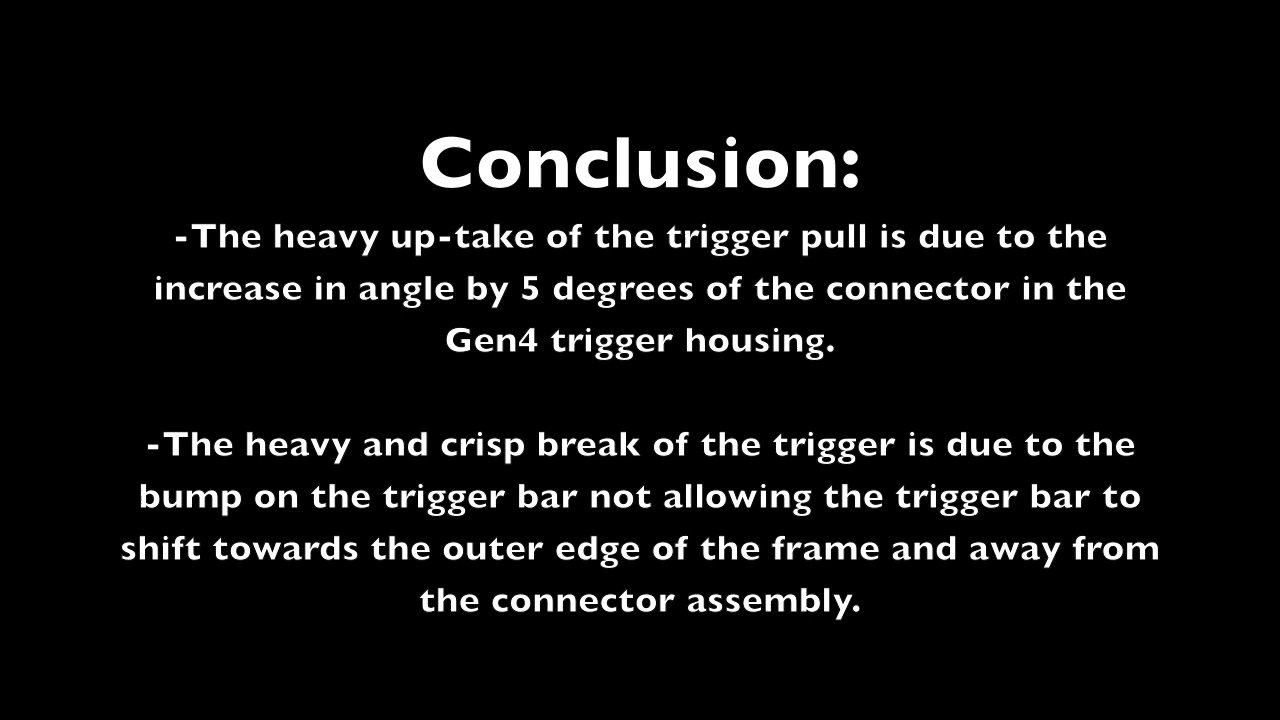 Conclusion:
-The heavy up-take of the trigger pull is due to the
increase in angle by 5 degrees of the connector in the
Gen4 trigger housing.
-The heavy and crisp break of the trigger is due to the
bump on the trigger bar not allowing the trigger bar to
shift towards the outer edge of the frame and away from
the connector assembly.